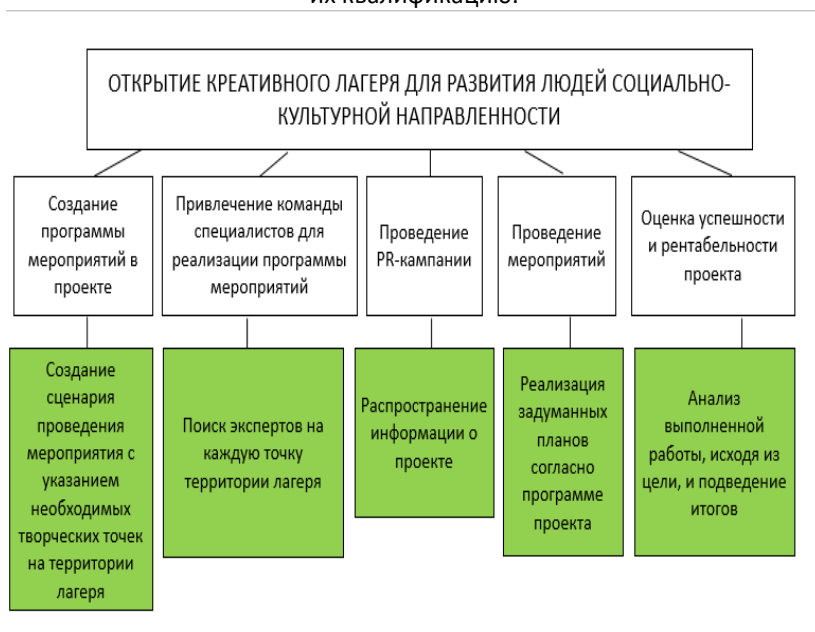 их квалификацию.
ОТКРЫТИЕ КРЕАТИВНОГО ЛАГЕРЯ ДЛЯ РАЗВИТИЯ ЛЮДЕЙ СОЦИАЛЬНО-
КУЛЬТУРНОЙ НАПРАВЛЕННОСТИ
Создание
программы
мероприятий в
проекте
Привлечение команды
специалистов для
реализации программы
мероприятий
Проведение
PR-кампании
Проведение
мероприятий
Оценка успешности
и рентабельности
проекта
Создание
сценария
проведения
мероприятия с
указанием
необходимых
творческих точек
на территории
лагеря
Поиск экспертов на
каждую точку
территории лагеря
Распространение
информации о
проекте
Реализация
задуманных
планов
согласно
программе
проекта
Анализ
выполненной
работы, исходя из
цели, и подведение
итогов